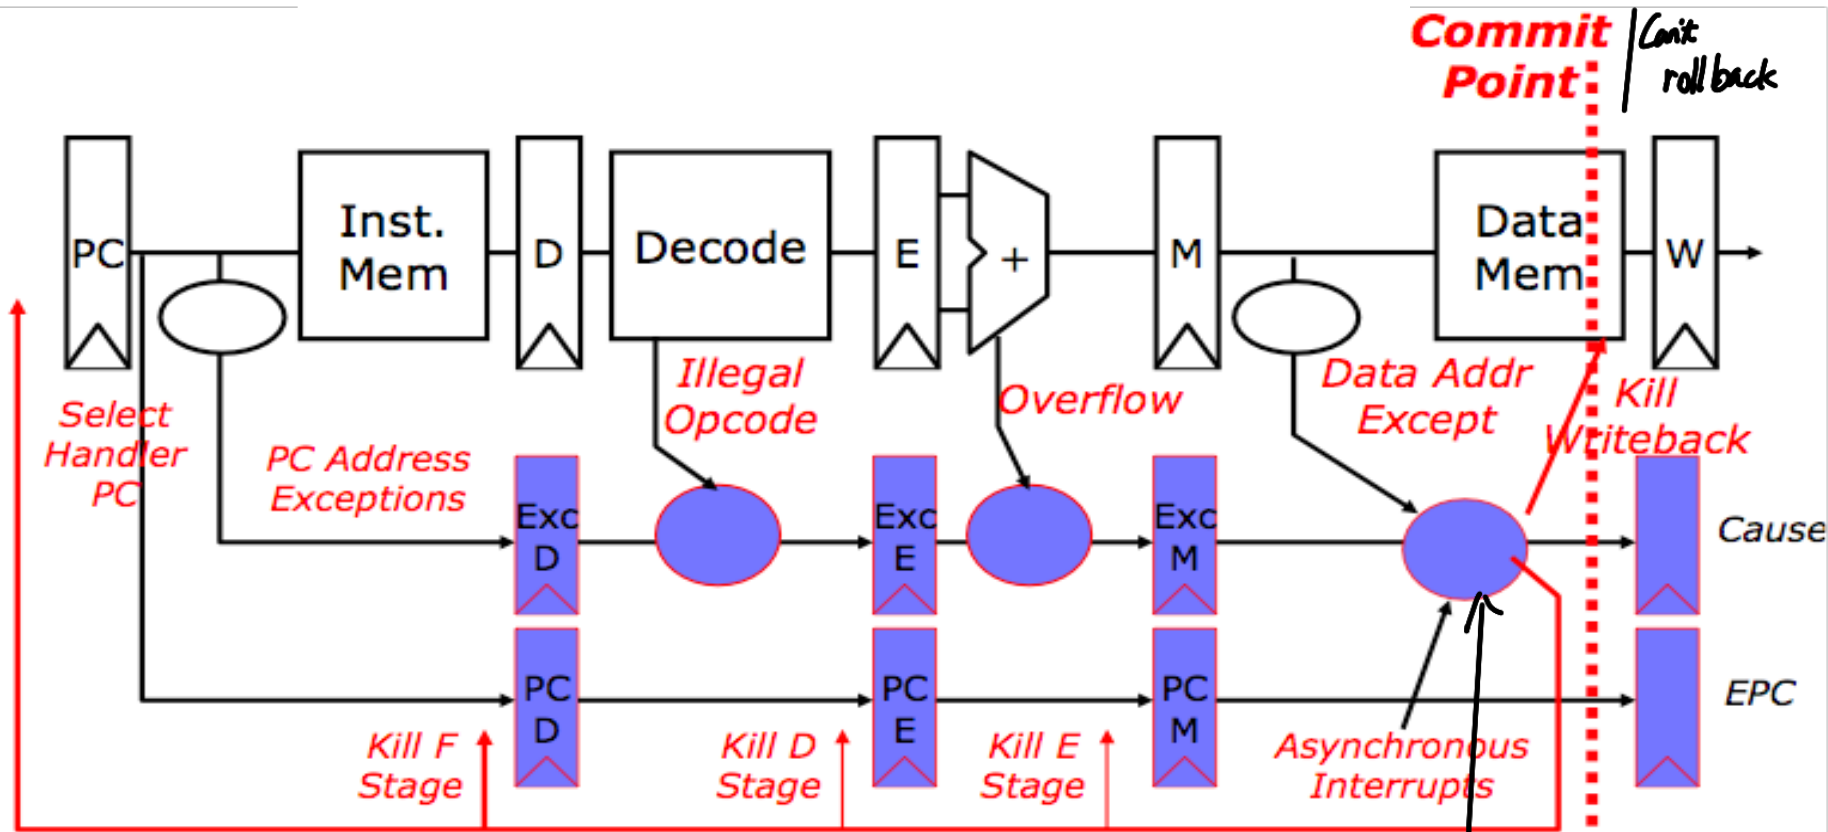 Commit
Point
Can't
roll back
PC
Inst.
Mem
D
Decode
E
+
M
Data
Mem
W
Select
Handler
PC
PC Address
Exceptions
Illegal
Opcode
Overflow
Data Addr
Except
Kill
Writeback
Exc
D
Exc
E
Exc
M
Cause
PC
D
PC
E
PC
M
EPC
Kill F
Stage
Kill D
Stage
Kill E
Stage
Asynchronous
Interrupts